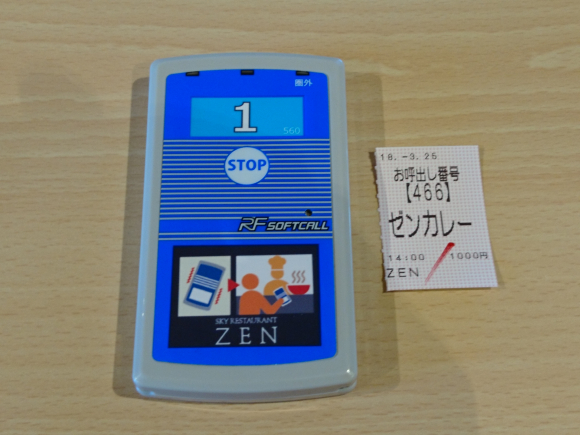 圏外
1
560
STOP
RF SOFTCALL
SKY RESTAURANT
ZEN
18.-3.25
お呼出し番号
【466】
ゼンカレー
14:00 1000円
ZEN